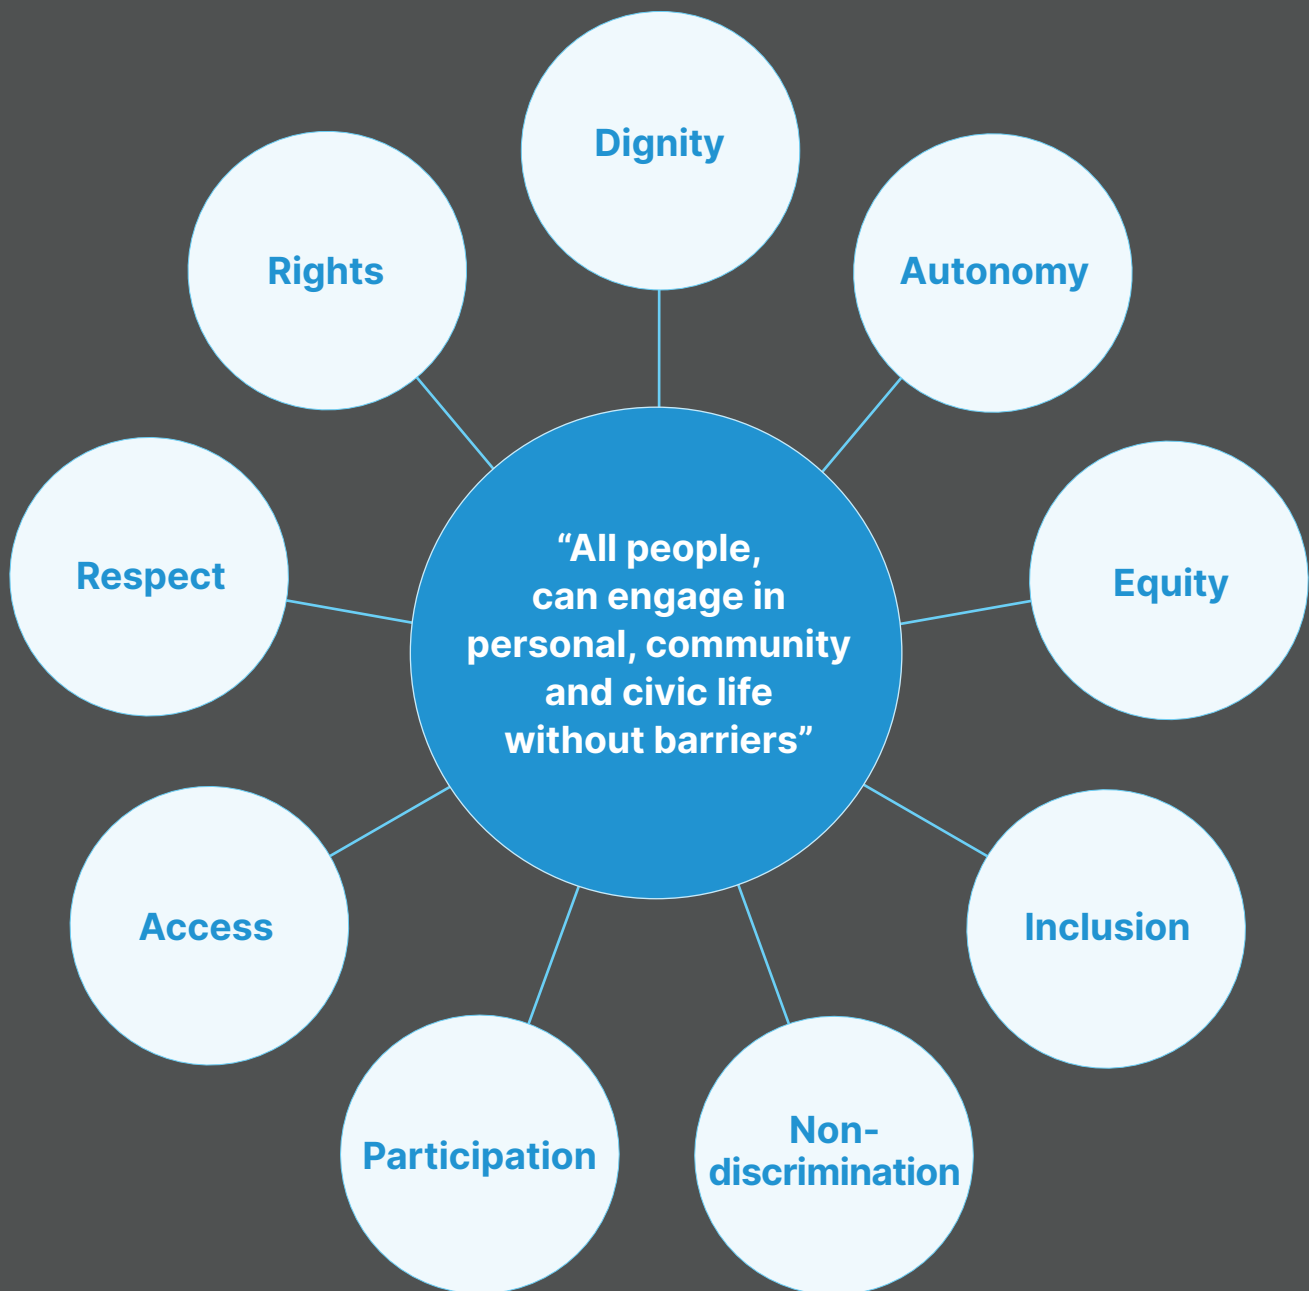 Dignity
Autonomy
Equity
Inclusion
Non-
discrimination
Participation
Access
Respect
Rights
“All people,
can engage in
personal, community
and civic life
without barriers”